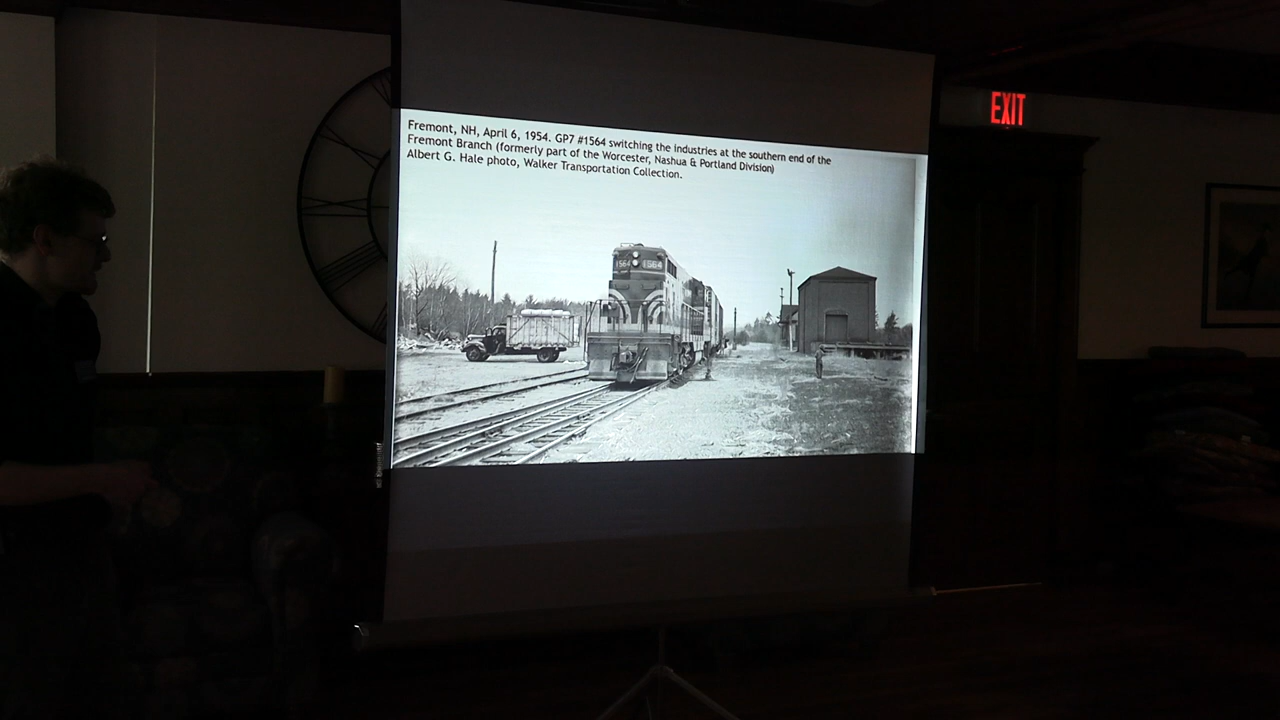 Fremont, NH, April 6, 1954. GP7 #1564 switching the industries at the southern end of the
Fremont Branch (formerly part of the Worcester, Nashua & Portland Division)
Albert G. Hale photo, Walker Transportation Collection.
EXIT
1564 1564